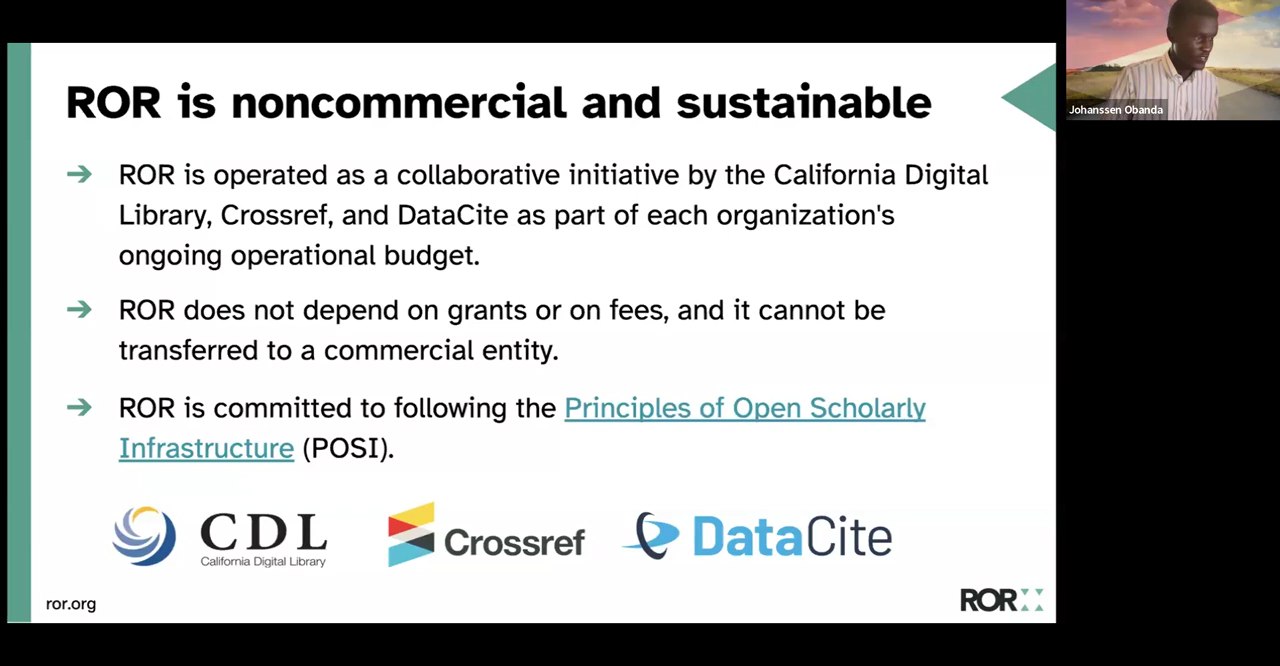 ROR is noncommercial and sustainable
➔ ROR is operated as a collaborative initiative by the California Digital
Library, Crossref, and DataCite as part of each organization's
ongoing operational budget.
➔ ROR does not depend on grants or on fees, and it cannot be
transferred to a commercial entity.
➔ ROR is committed to following the Principles of Open Scholarly
Infrastructure (POSI).
CDL
California Digital Library
Crossref
DataCite
ror.org
ROR
Johanssen Obanda